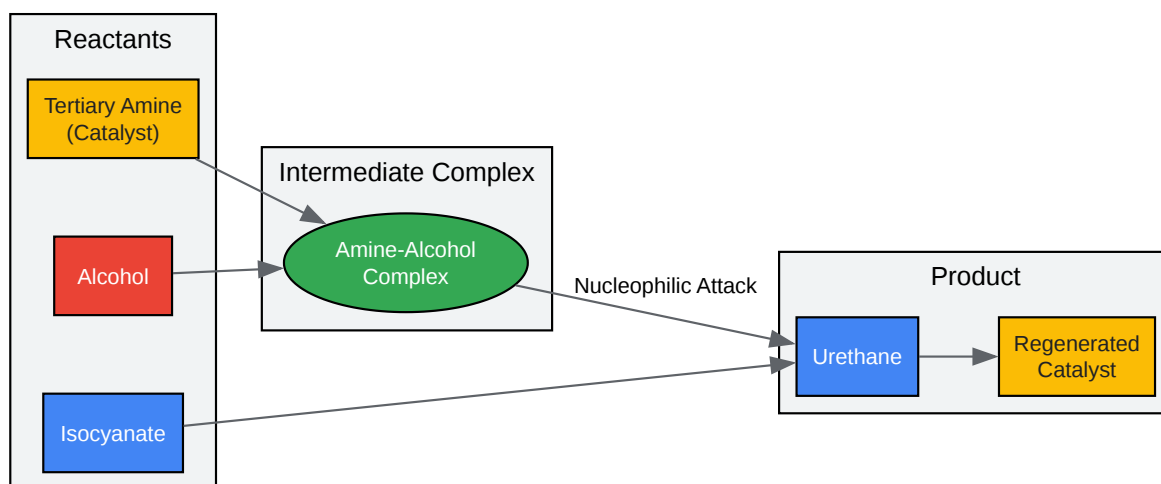 Reactants
Tertiary Amine
(Catalyst)
Alcohol
Isocyanate
Intermediate Complex
Amine-Alcohol
Complex
Nucleophilic Attack
Product
Urethane
Regenerated
Catalyst